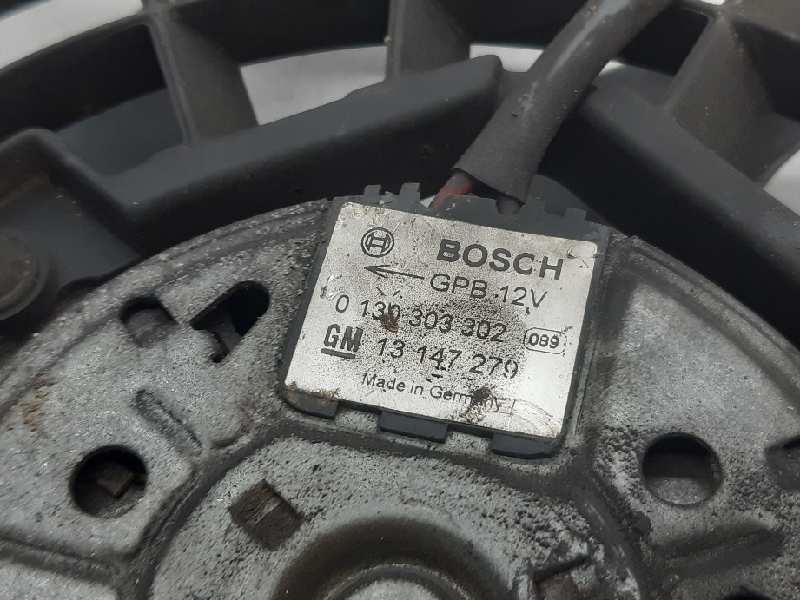 BOSCH
GPB 12V
0 130 303 302 089
GM 13 147 279
Made in Germany